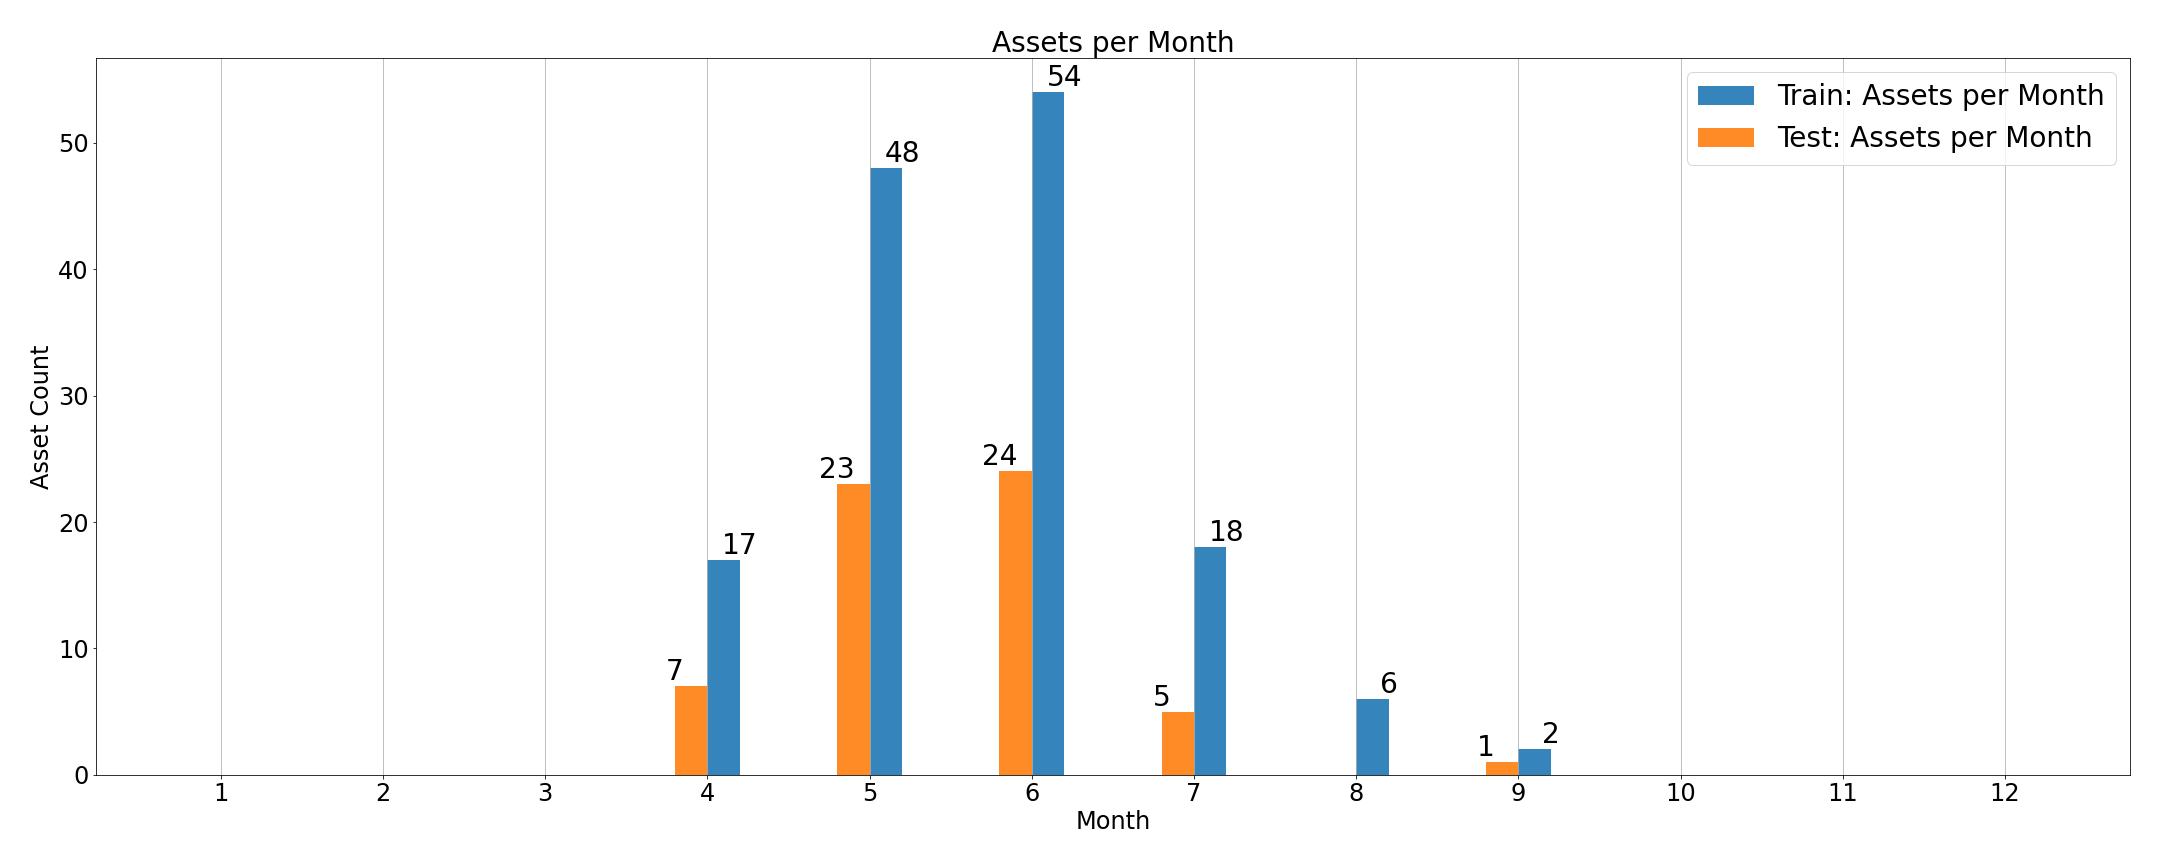 Assets per Month
Train: Assets per Month
Test: Assets per Month
Asset Count
50
40
30
20
10
0
7
17
23
48
24
54
5
18
6
1
2
1 2 3 4 5 6 7 8 9 10 11 12
Month